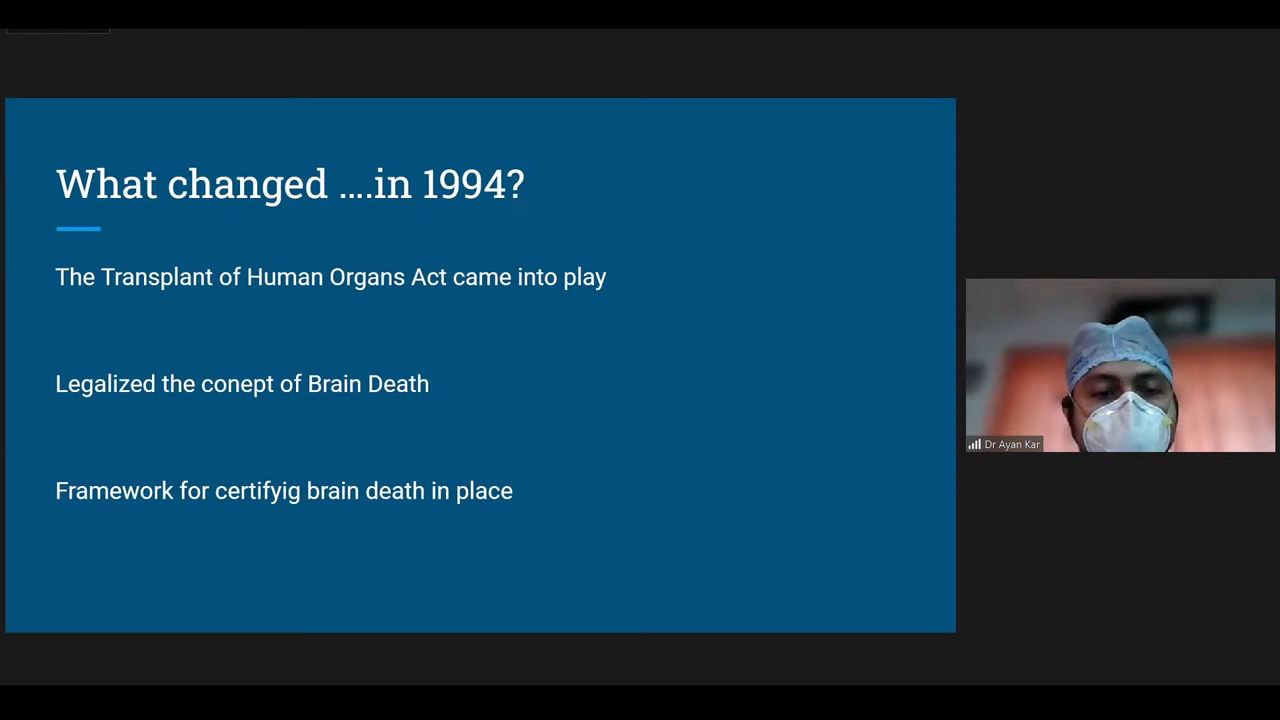 What changed ....in 1994?
The Transplant of Human Organs Act came into play
Legalized the conept of Brain Death
Framework for certifyig brain death in place
Dr Ayan Kar